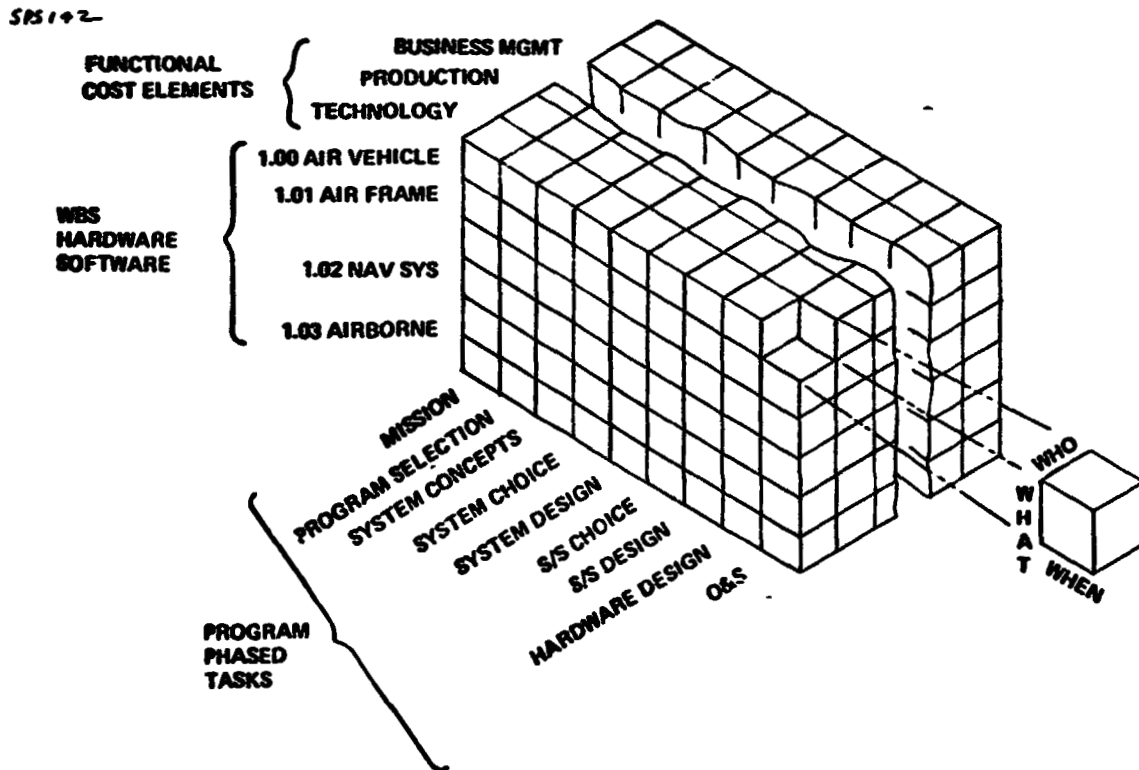 SPS 142
FUNCTIONAL
COST ELEMENTS
BUSINESS MGMT
PRODUCTION
TECHNOLOGY
WBS
HARDWARE
SOFTWARE
1.00 AIR VEHICLE
1.01 AIR FRAME
1.02 NAV SYS
1.03 AIRBORNE
MISSION
PROGRAM SELECTION
SYSTEM CONCEPTS
SYSTEM CHOICE
SYSTEM DESIGN
S/S CHOICE
S/S DESIGN
HARDWARE DESIGN
O&S
PROGRAM
PHASED
TASKS
WHO
WHAT
WHEN